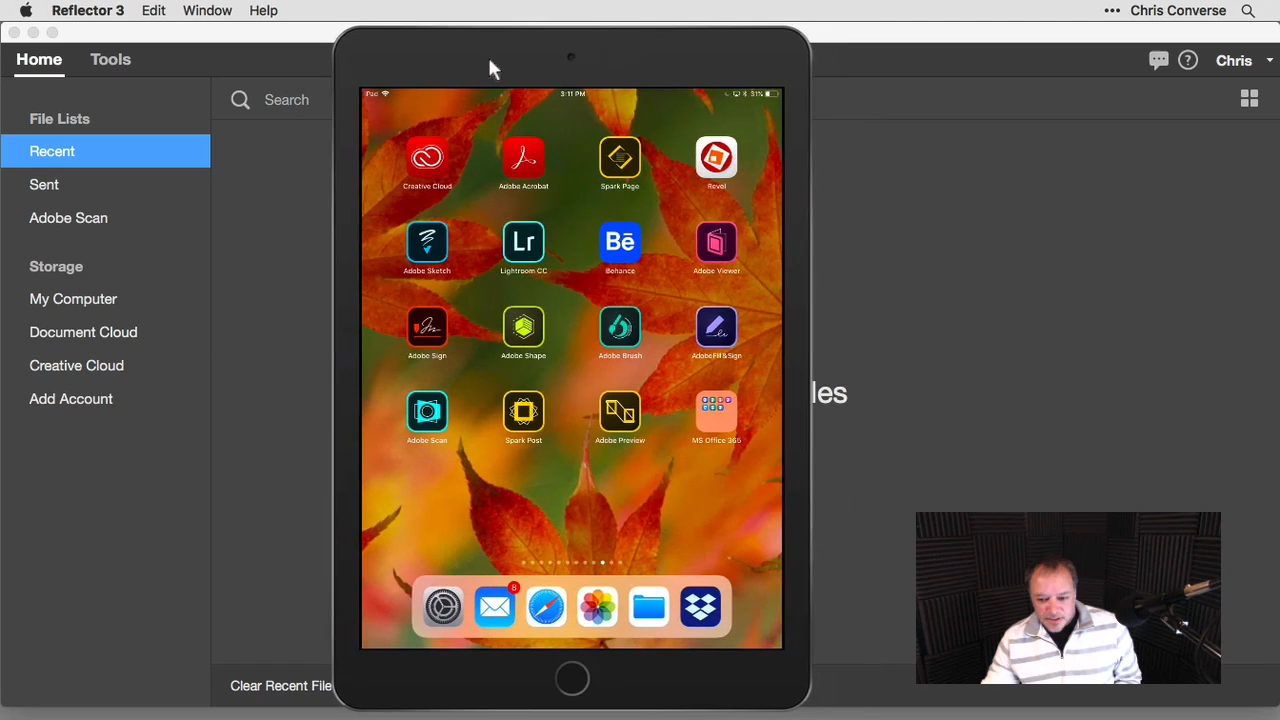 Reflector 3 Edit Window Help ••• Chris Converse
Home Tools ? Chris
Search
File Lists
Recent
Sent
Adobe Scan
Storage
My Computer
Document Cloud
Creative Cloud
Add Account
les
Clear Recent File
iPad 3:11 PM 31%
Creative Cloud Adobe Acrobat Spark Page Revel
Lr Bē
Adobe Sketch Lightroom CC Behance Adobe Viewer
Adobe Sign Adobe Shape Adobe Brush AdobeFill&Sign
Adobe Scan Spark Post Adobe Preview MS Office 365
8